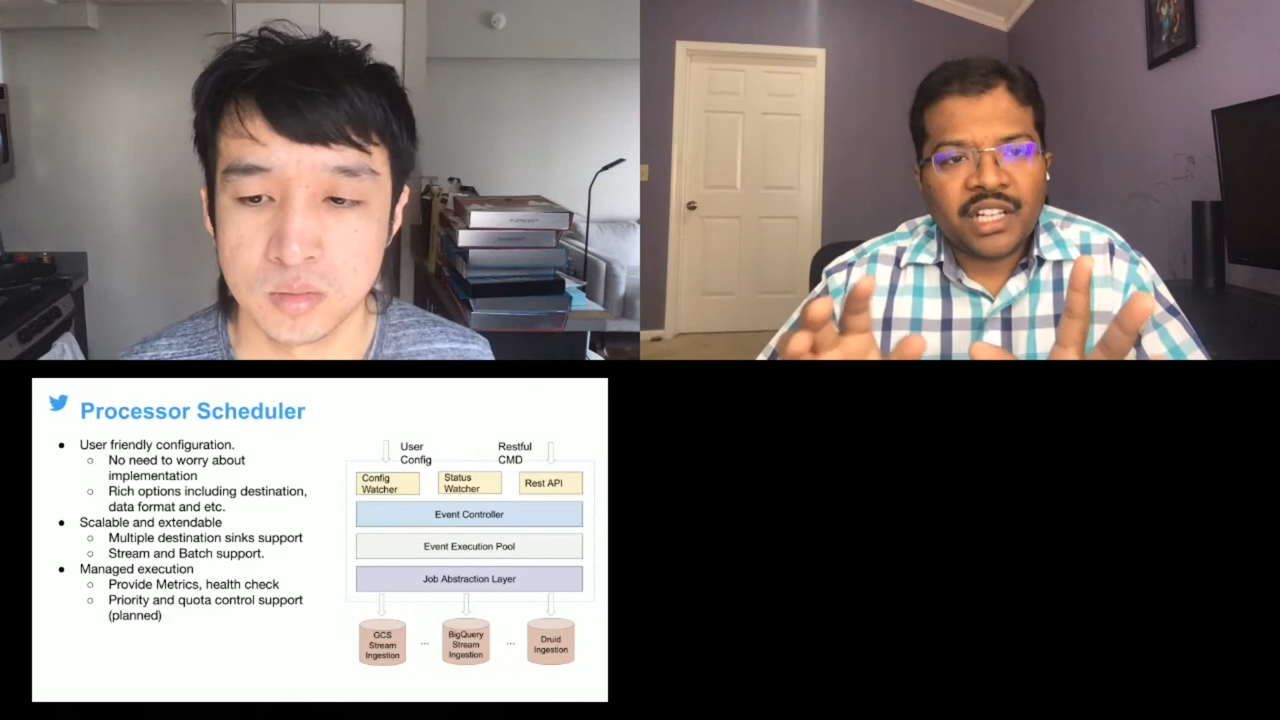 Processor Scheduler
● User friendly configuration.
○ No need to worry about
implementation
○ Rich options including destination,
data format and etc.
● Scalable and extendable
○ Multiple destination sinks support
○ Stream and Batch support.
● Managed execution
○ Provide Metrics, health check
○ Priority and quota control support
(planned)
User
Config
Restful
CMD
Config
Watcher
Status
Watcher
Rest API
Event Controller
Event Execution Pool
Job Abstraction Layer
GCS
Stream
Ingestion
...
BigQuery
Stream
Ingestion
...
Druid
Ingestion